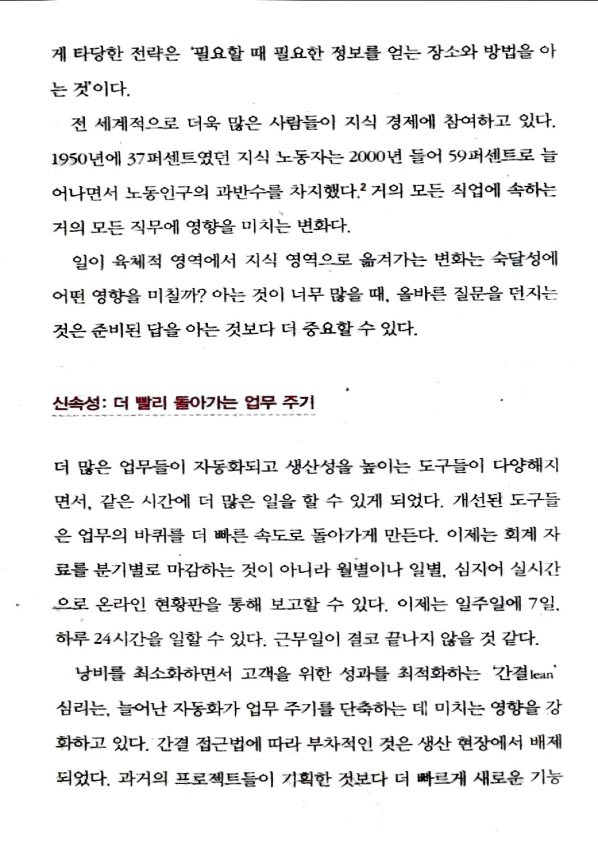 게 타당한 전략은 ‘필요할 때 필요한 정보를 얻는 장소와 방법을 아
는 것’이다.
전 세계적으로 더욱 많은 사람들이 지식 경제에 참여하고 있다.
1950년에 37퍼센트였던 지식 노동자는 2000년 들어 59퍼센트로 늘
어나면서 노동인구의 과반수를 차지했다.² 거의 모든 직업에 속하는
거의 모든 직무에 영향을 미치는 변화다.
일이 육체적 영역에서 지식 영역으로 옮겨가는 변화는 숙달성에
어떤 영향을 미칠까? 아는 것이 너무 많을 때, 올바른 질문을 던지는
것은 준비된 답을 아는 것보다 더 중요할 수 있다.
신속성: 더 빨리 돌아가는 업무 주기
더 많은 업무들이 자동화되고 생산성을 높이는 도구들이 다양해지
면서, 같은 시간에 더 많은 일을 할 수 있게 되었다. 개선된 도구들
은 업무의 바퀴를 더 빠른 속도로 돌아가게 만든다. 이제는 회계 자
료를 분기별로 마감하는 것이 아니라 월별이나 일별, 심지어 실시간
으로 온라인 현황판을 통해 보고할 수 있다. 이제는 일주일에 7일,
하루 24시간을 일할 수 있다. 근무일이 결코 끝나지 않을 것 같다.
낭비를 최소화하면서 고객을 위한 성과를 최적화하는 ‘간결lean’
심리는, 늘어난 자동화가 업무 주기를 단축하는 데 미치는 영향을 강
화하고 있다. 간결 접근법에 따라 부차적인 것은 생산 현장에서 배제
되었다. 과거의 프로젝트들이 기획한 것보다 더 빠르게 새로운 기능